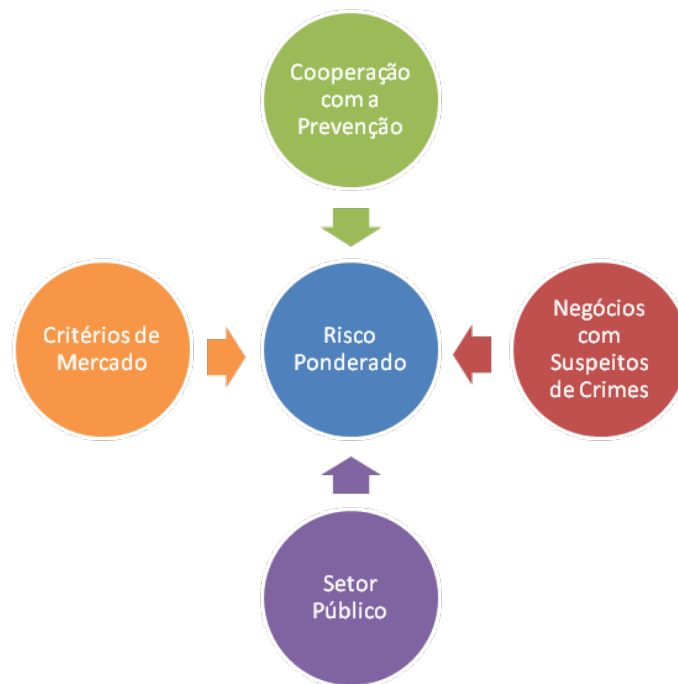 Cooperação
com a
Prevenção
Critérios de
Mercado
Risco
Ponderado
Negócios
com
Suspeitos
de Crimes
Setor
Público